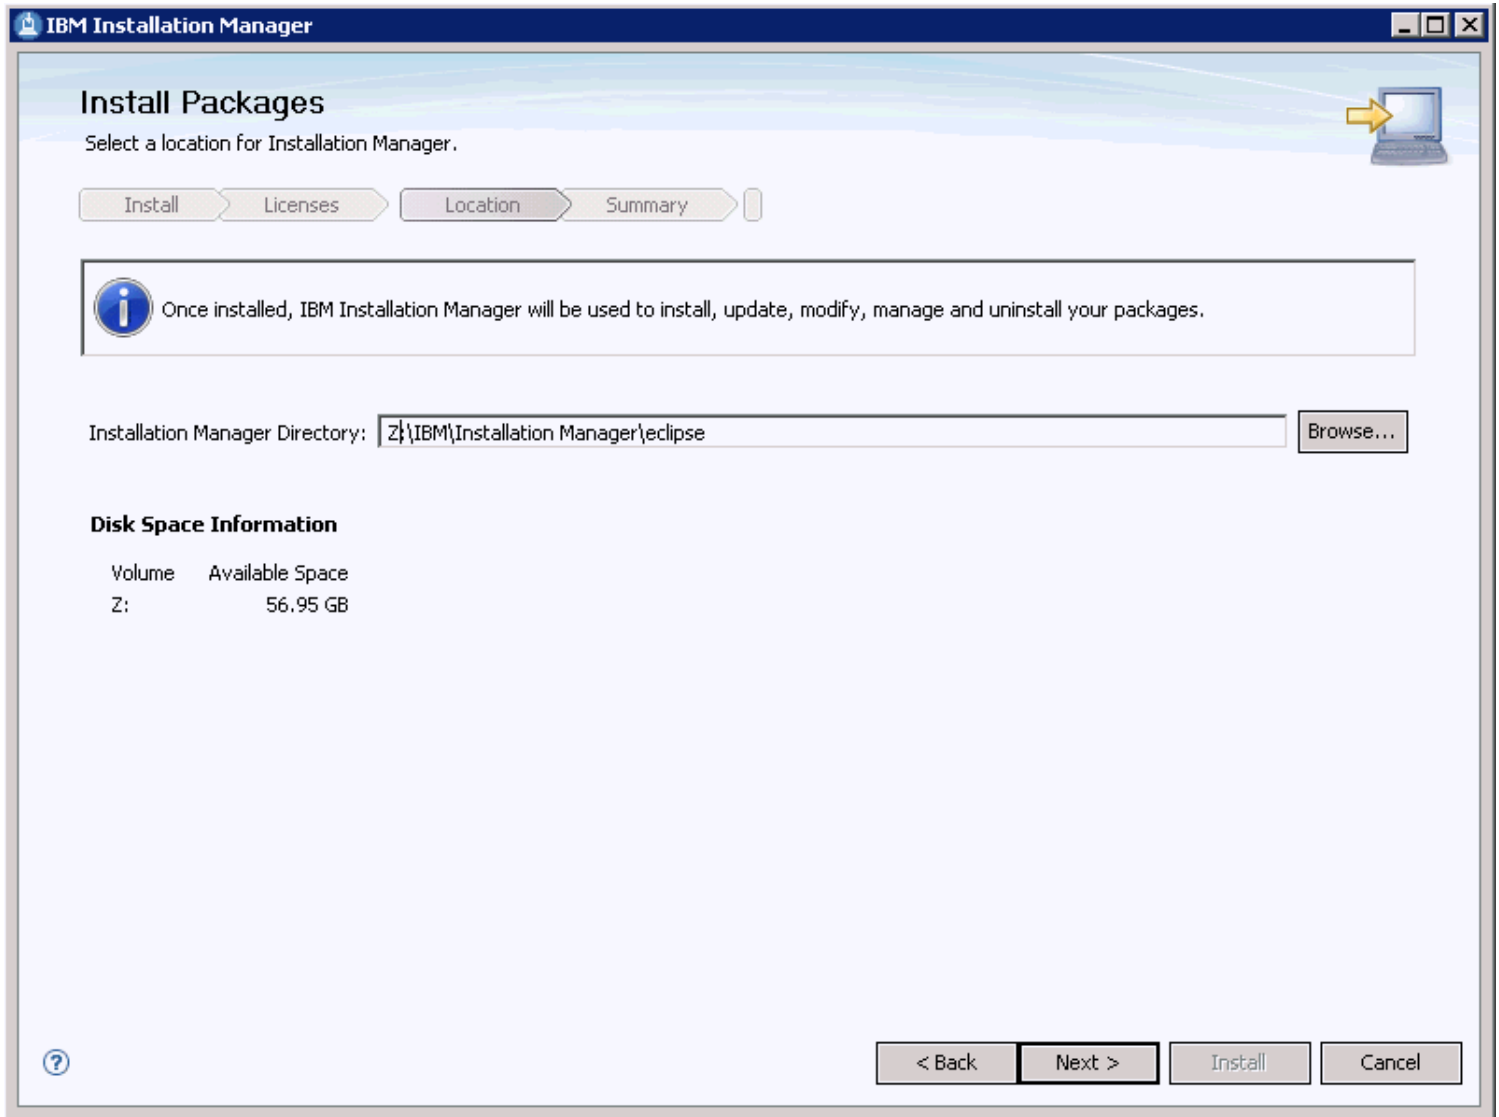 IBM Installation Manager
Install Packages
Select a location for Installation Manager.
Install Licenses Location Summary
Once installed, IBM Installation Manager will be used to install, update, modify, manage and uninstall your packages.
Installation Manager Directory: Z:\IBM\Installation Manager\eclipse Browse...
Disk Space Information
Volume Available Space
Z: 56.95 GB
? < Back Next > Install Cancel